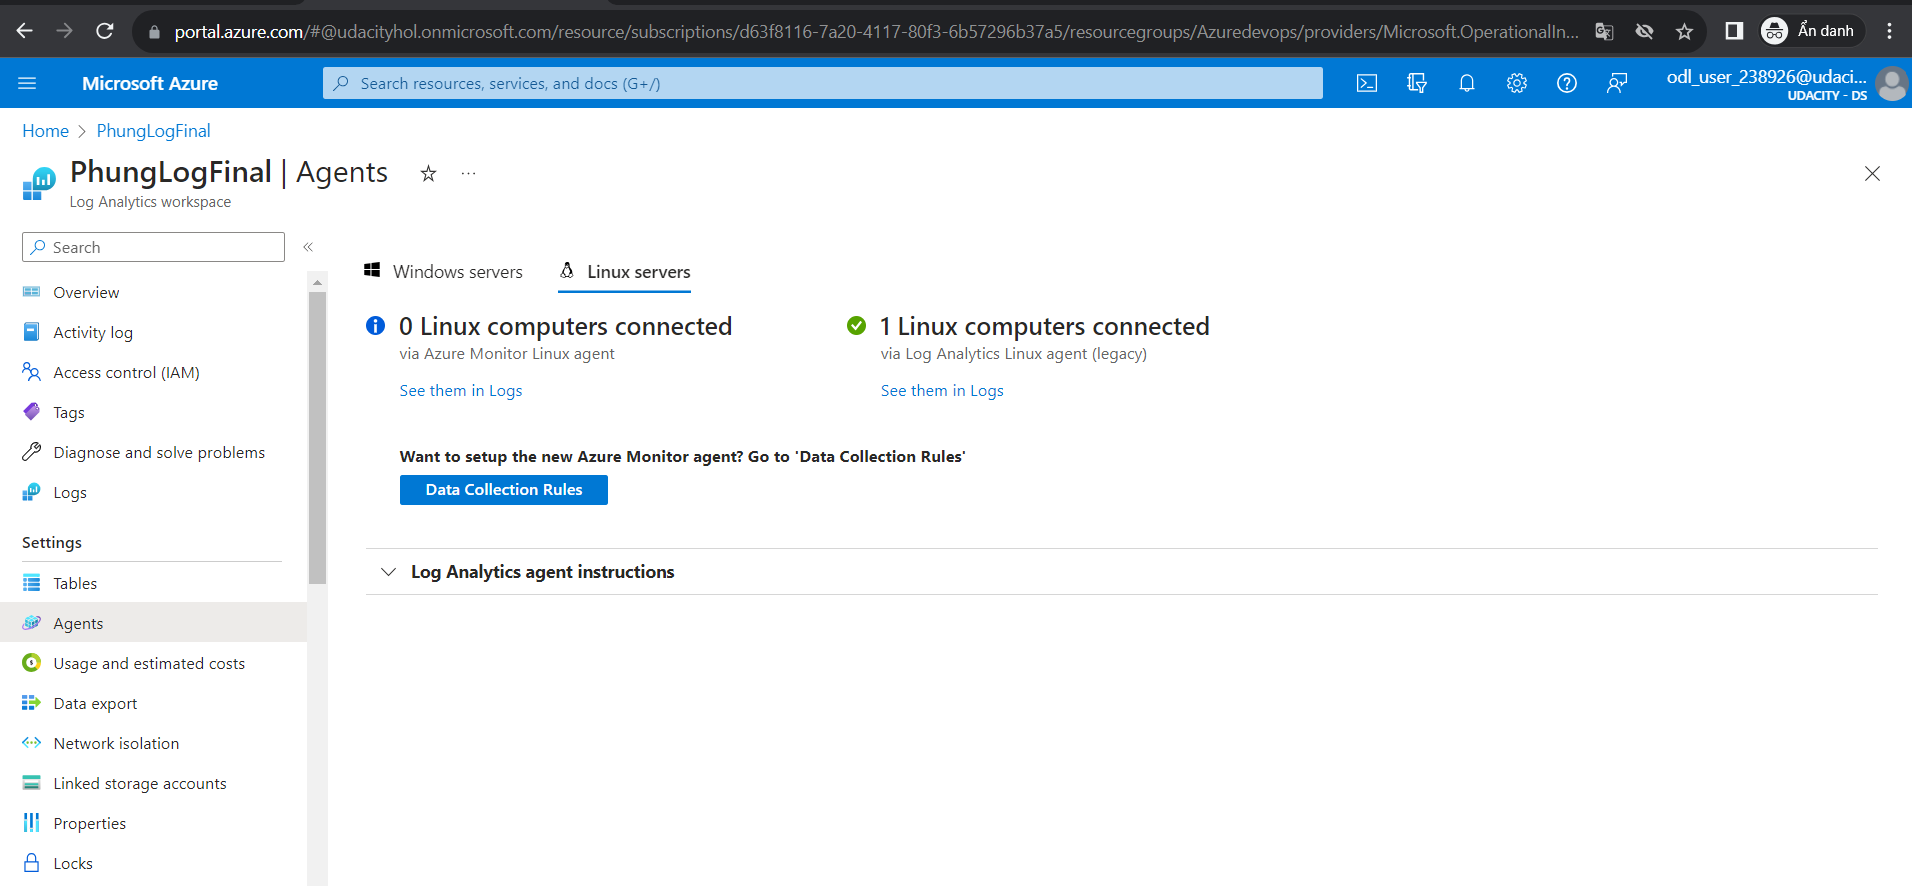 portal.azure.com/#@udacityhol.onmicrosoft.com/resource/subscriptions/d63f8116-7a20-4117-80f3-6b57296b37a5/resourcegroups/Azuredevops/providers/Microsoft.OperationalIn...
Ẩn danh
Microsoft Azure
Search resources, services, and docs (G+/)
odl_user_238926@udaci...
UDACITY - DS
Home > PhungLogFinal
PhungLogFinal | Agents
...
Log Analytics workspace
Search
«
Overview
Activity log
Access control (IAM)
Tags
Diagnose and solve problems
Logs
Settings
Tables
Agents
Usage and estimated costs
Data export
Network isolation
Linked storage accounts
Properties
Locks
Windows servers
Linux servers
0 Linux computers connected
via Azure Monitor Linux agent
See them in Logs
1 Linux computers connected
via Log Analytics Linux agent (legacy)
See them in Logs
Want to setup the new Azure Monitor agent? Go to 'Data Collection Rules'
Data Collection Rules
Log Analytics agent instructions